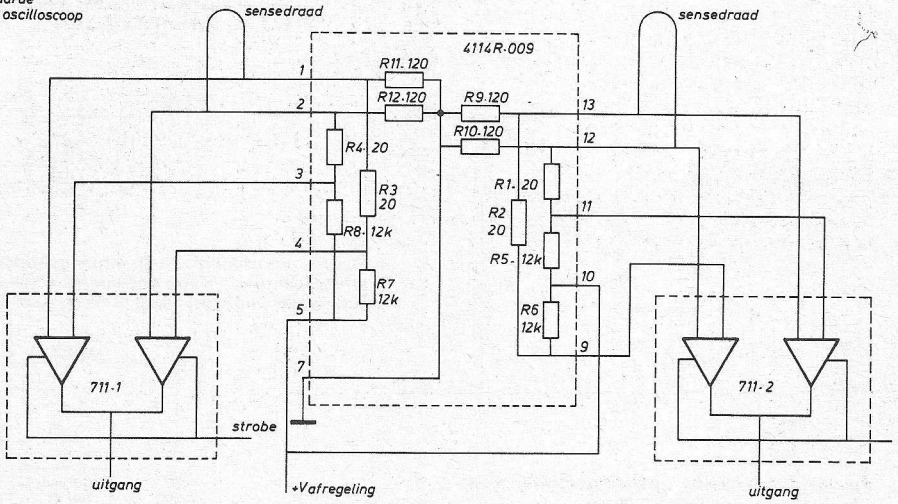 oscilloscoop
sensedraad
sensedraad
4114R-009
R11-120
1
R12-120
R9-120
2
13
R10-120
12
R4-20
3
R3
20
R1-20
R2
20
11
R8-12k
4
R5-12k
R7
12k
10
R6
12k
5
9
7
711-1
711-2
strobe
uitgang
+Vafregeling
uitgang